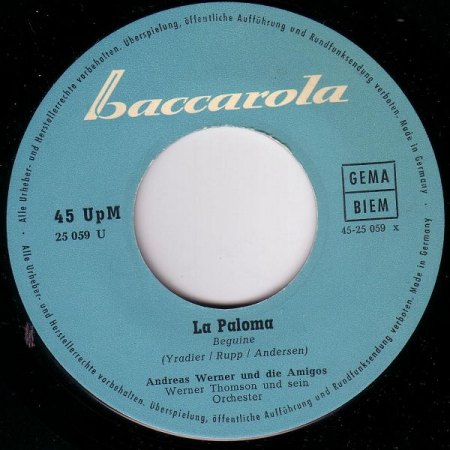 · Alle Urheber- und Herstellerrechte vorbehalten. Überspielung, öffentliche Aufführung und Rundfunksendung verboten. Made in Germany ·
baccarola
45 UpM
25 059 U
GEMA
BIEM
45-25 059 x
La Paloma
Beguine
(Yradier / Rupp / Andersen)
Andreas Werner und die Amigos
Werner Thomson und sein
Orchester
· Alle Urheber- und Herstellerrechte vorbehalten. Überspielung, öffentliche Aufführung und Rundfunksendung verboten. Made in Germany ·